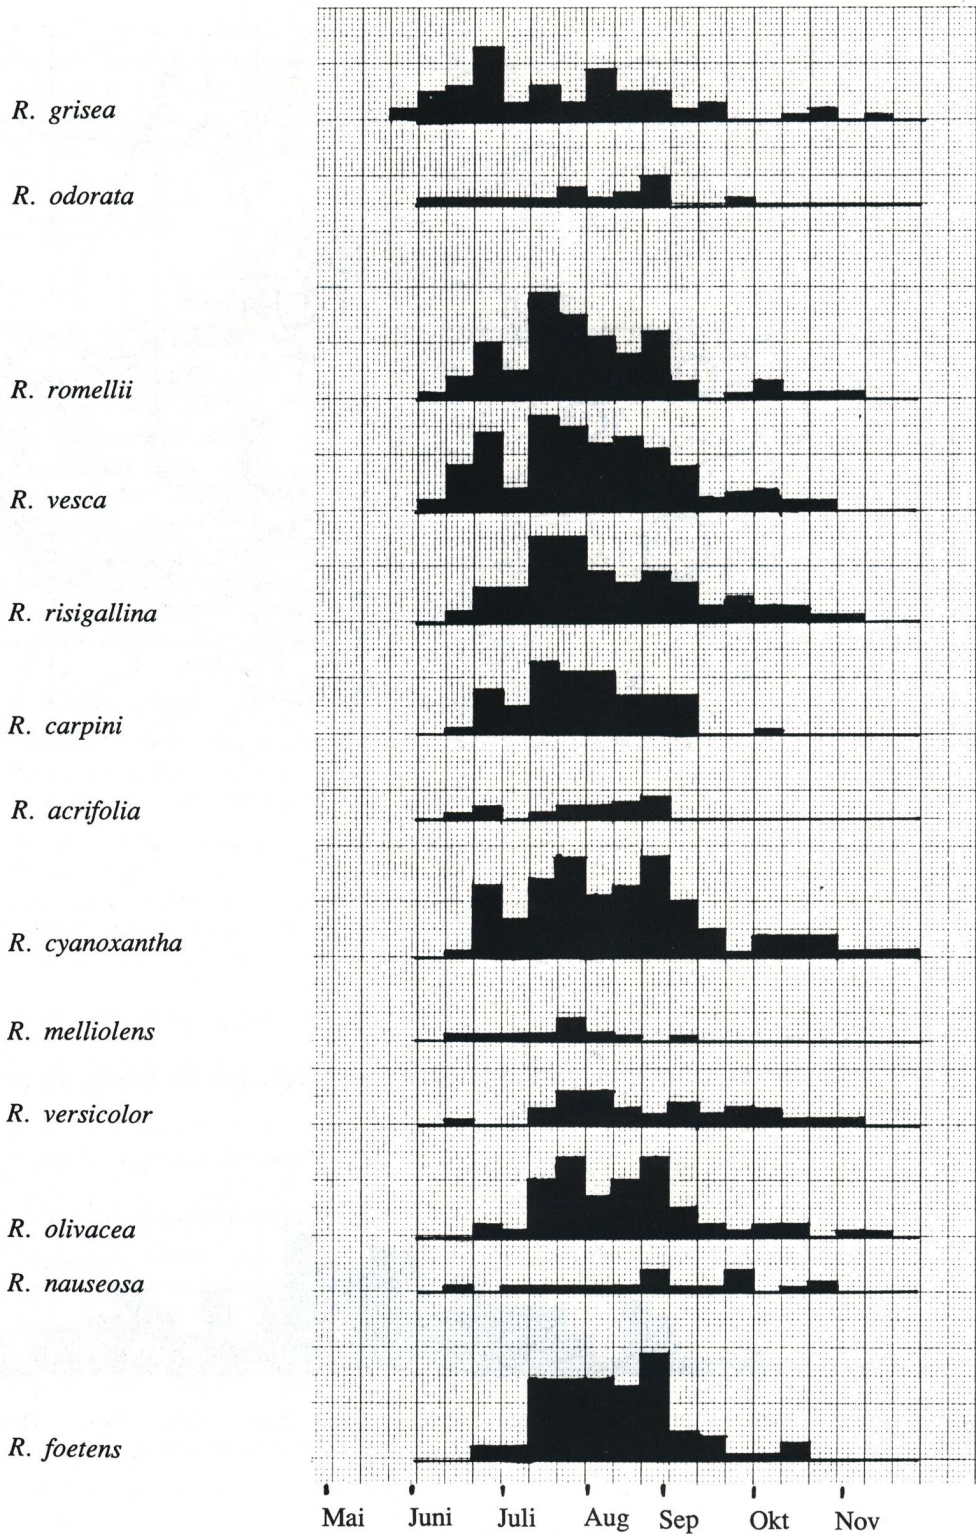 R. grisea
R. odorata
R. romellii
R. vesca
R. risigallina
R. carpini
R. acrifolia
R. cyanoxantha
R. melliolens
R. versicolor
R. olivacea
R. nauseosa
R. foetens
Mai Juni Juli Aug Sep Okt Nov